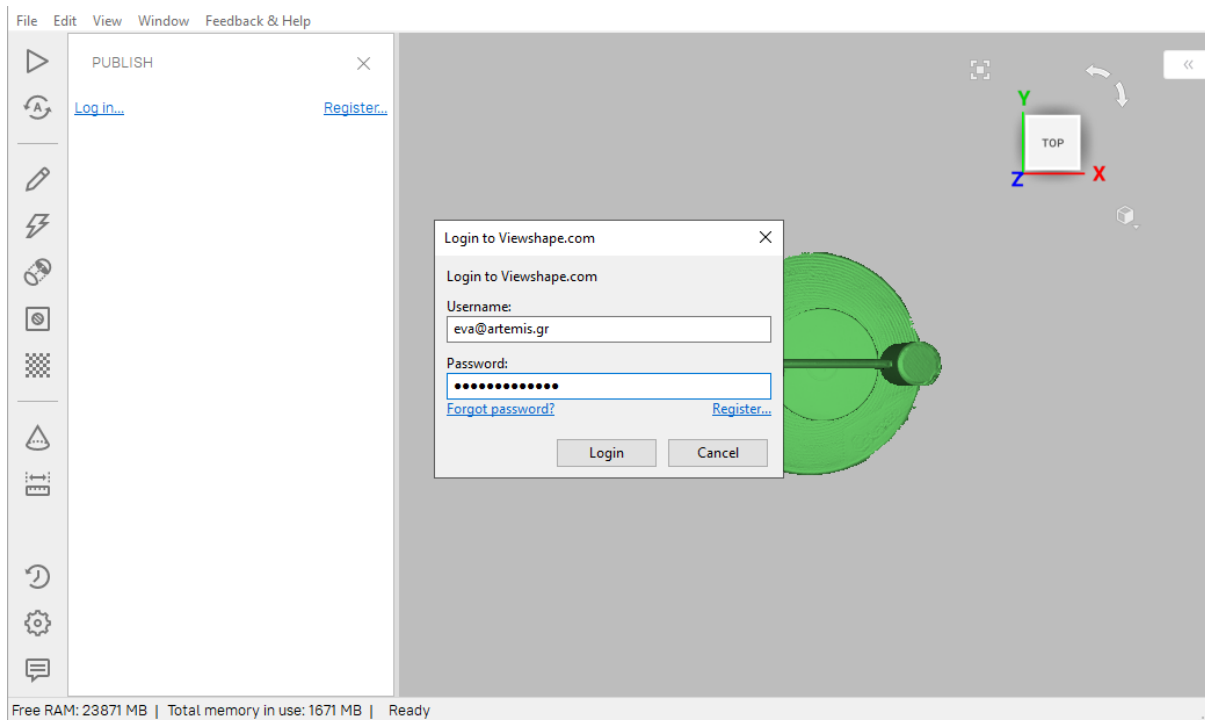 File Edit View Window Feedback & Help
PUBLISH
Log in... Register...
Y
TOP
Z X
Login to Viewshape.com
Login to Viewshape.com
Username:
eva@artemis.gr
Password:
•••••••••••••
Forgot password? Register...
Login Cancel
Free RAM: 23871 MB | Total memory in use: 1671 MB | Ready